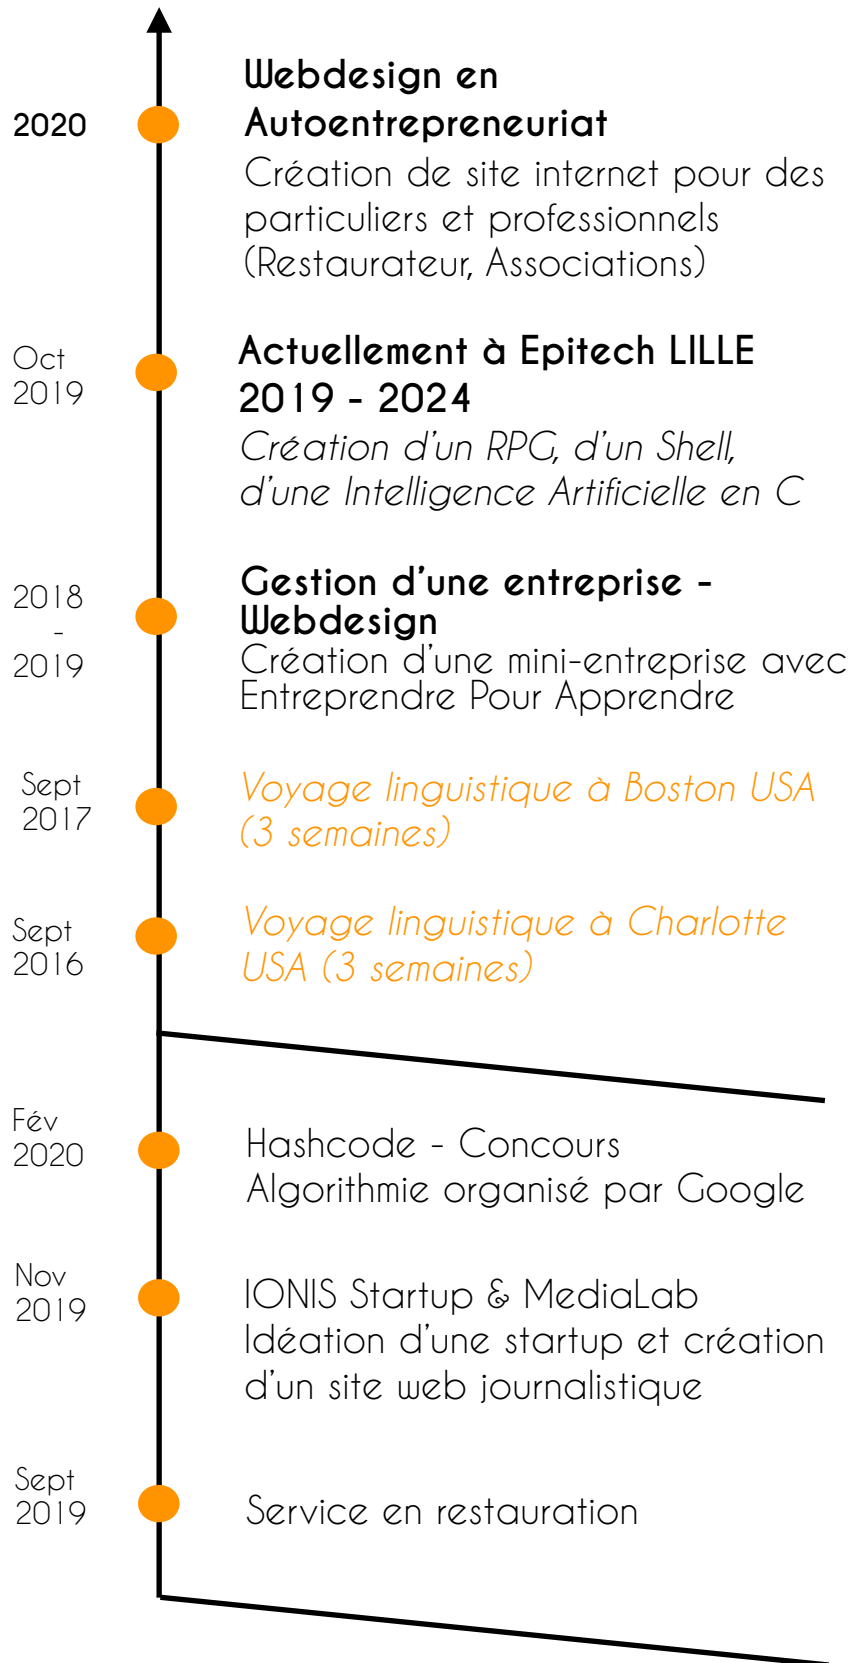 2020
Webdesign en
Autoentrepreneuriat
Création de site internet pour des
particuliers et professionnels
(Restaurateur, Associations)
Oct
2019
Actuellement à Epitech LILLE
2019 - 2024
Création d'un RPG, d'un Shell,
d'une Intelligence Artificielle en C
2018
-
2019
Gestion d'une entreprise -
Webdesign
Création d'une mini-entreprise avec
Entreprendre Pour Apprendre
Sept
2017
Voyage linguistique à Boston USA
(3 semaines)
Sept
2016
Voyage linguistique à Charlotte
USA (3 semaines)
Fév
2020
Hashcode - Concours
Algorithmie organisé par Google
Nov
2019
IONIS Startup & MediaLab
Idéation d'une startup et création
d'un site web journalistique
Sept
2019
Service en restauration